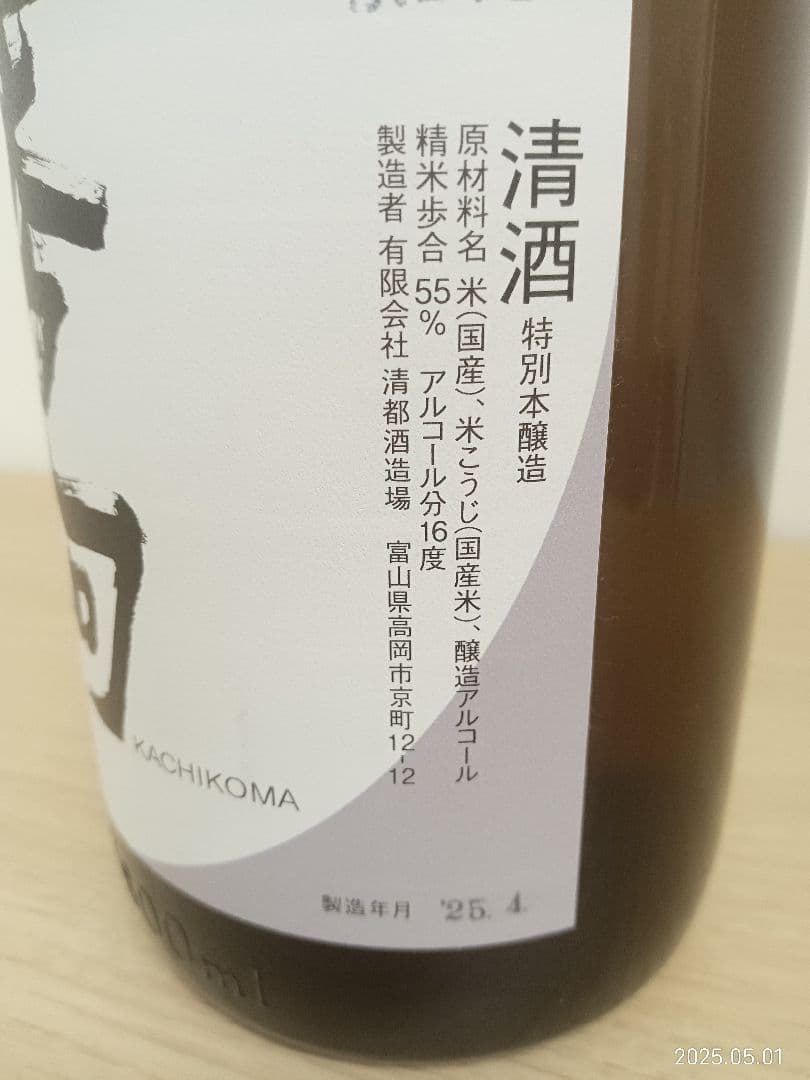 清酒 特別本醸造
原材料名 米(国産)、米こうじ(国産米)、醸造アルコール
精米歩合 55% アルコール分16度
製造者 有限会社 清都酒造場 富山県高岡市京町12-12
KACHIKOMA
製造年月 '25. 4.
00ml
2025.05.01